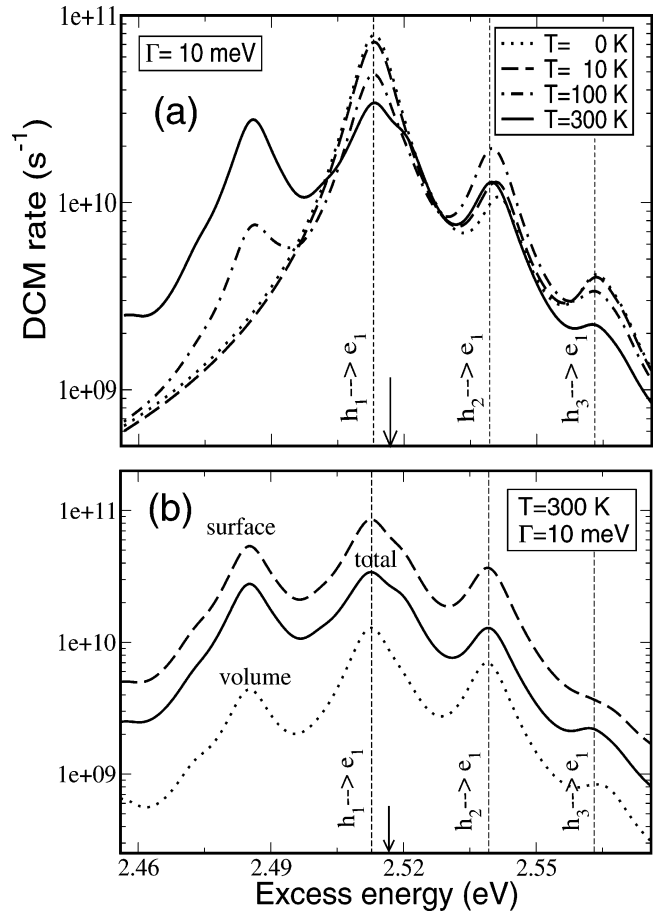 1e+11
Γ= 10 meV
T= 0 K
T= 10 K
T=100 K
T=300 K
(a)
DCM rate (s⁻¹)
1e+10
1e+09
h₁-->e₁
h₂-->e₁
h₃-->e₁
(b)
T=300 K
Γ=10 meV
1e+11
surface
total
1e+10
volume
1e+09
h₁-->e₁
h₂-->e₁
h₃-->e₁
2.46 2.49 2.52 2.55
Excess energy (eV)